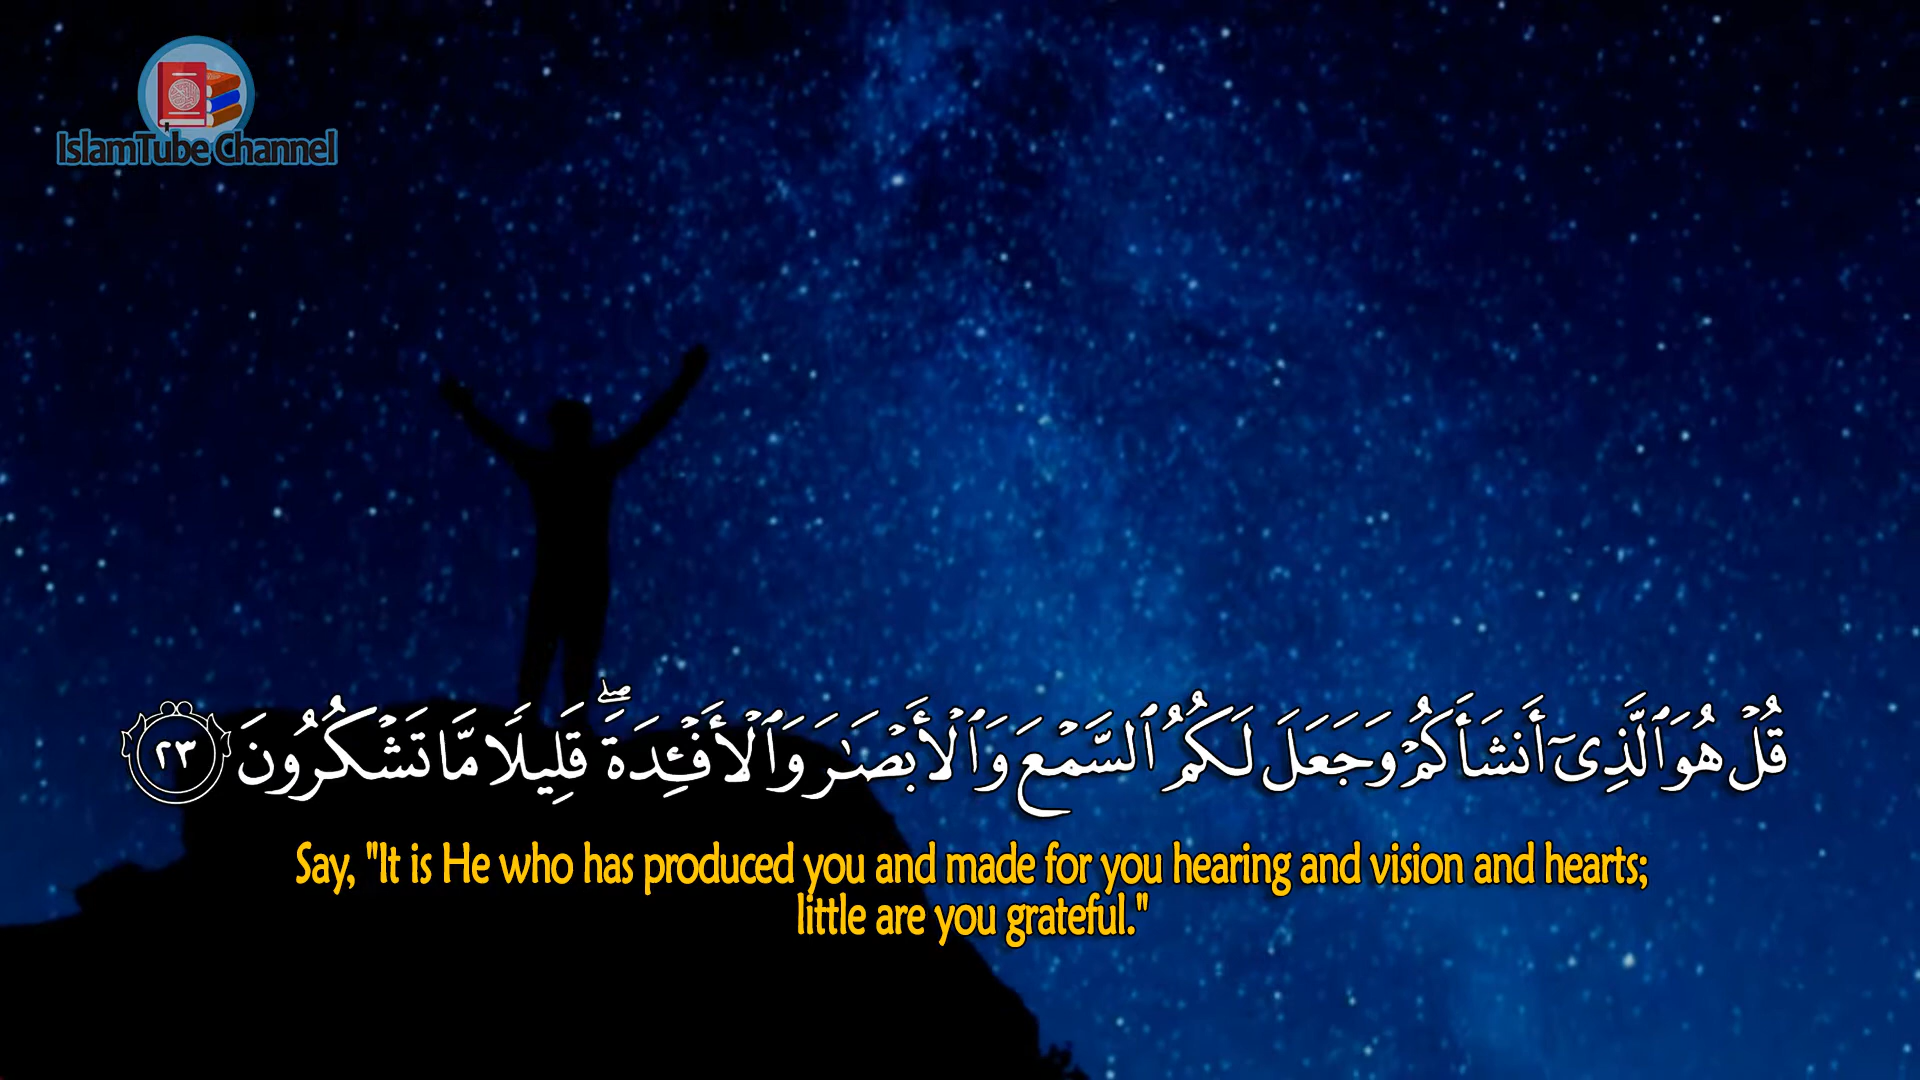 IslamTube Channel
قُلۡ هُوَ ٱلَّذِىٓ أَنشَأَكُمۡ وَجَعَلَ لَكُمُ ٱلسَّمۡعَ وَٱلۡأَبۡصَـٰرَ وَٱلۡأَفۡـِٔدَةَۖ قَلِيلًا مَّا تَشۡكُرُونَ ٢٣
Say, "It is He who has produced you and made for you hearing and vision and hearts;
little are you grateful."